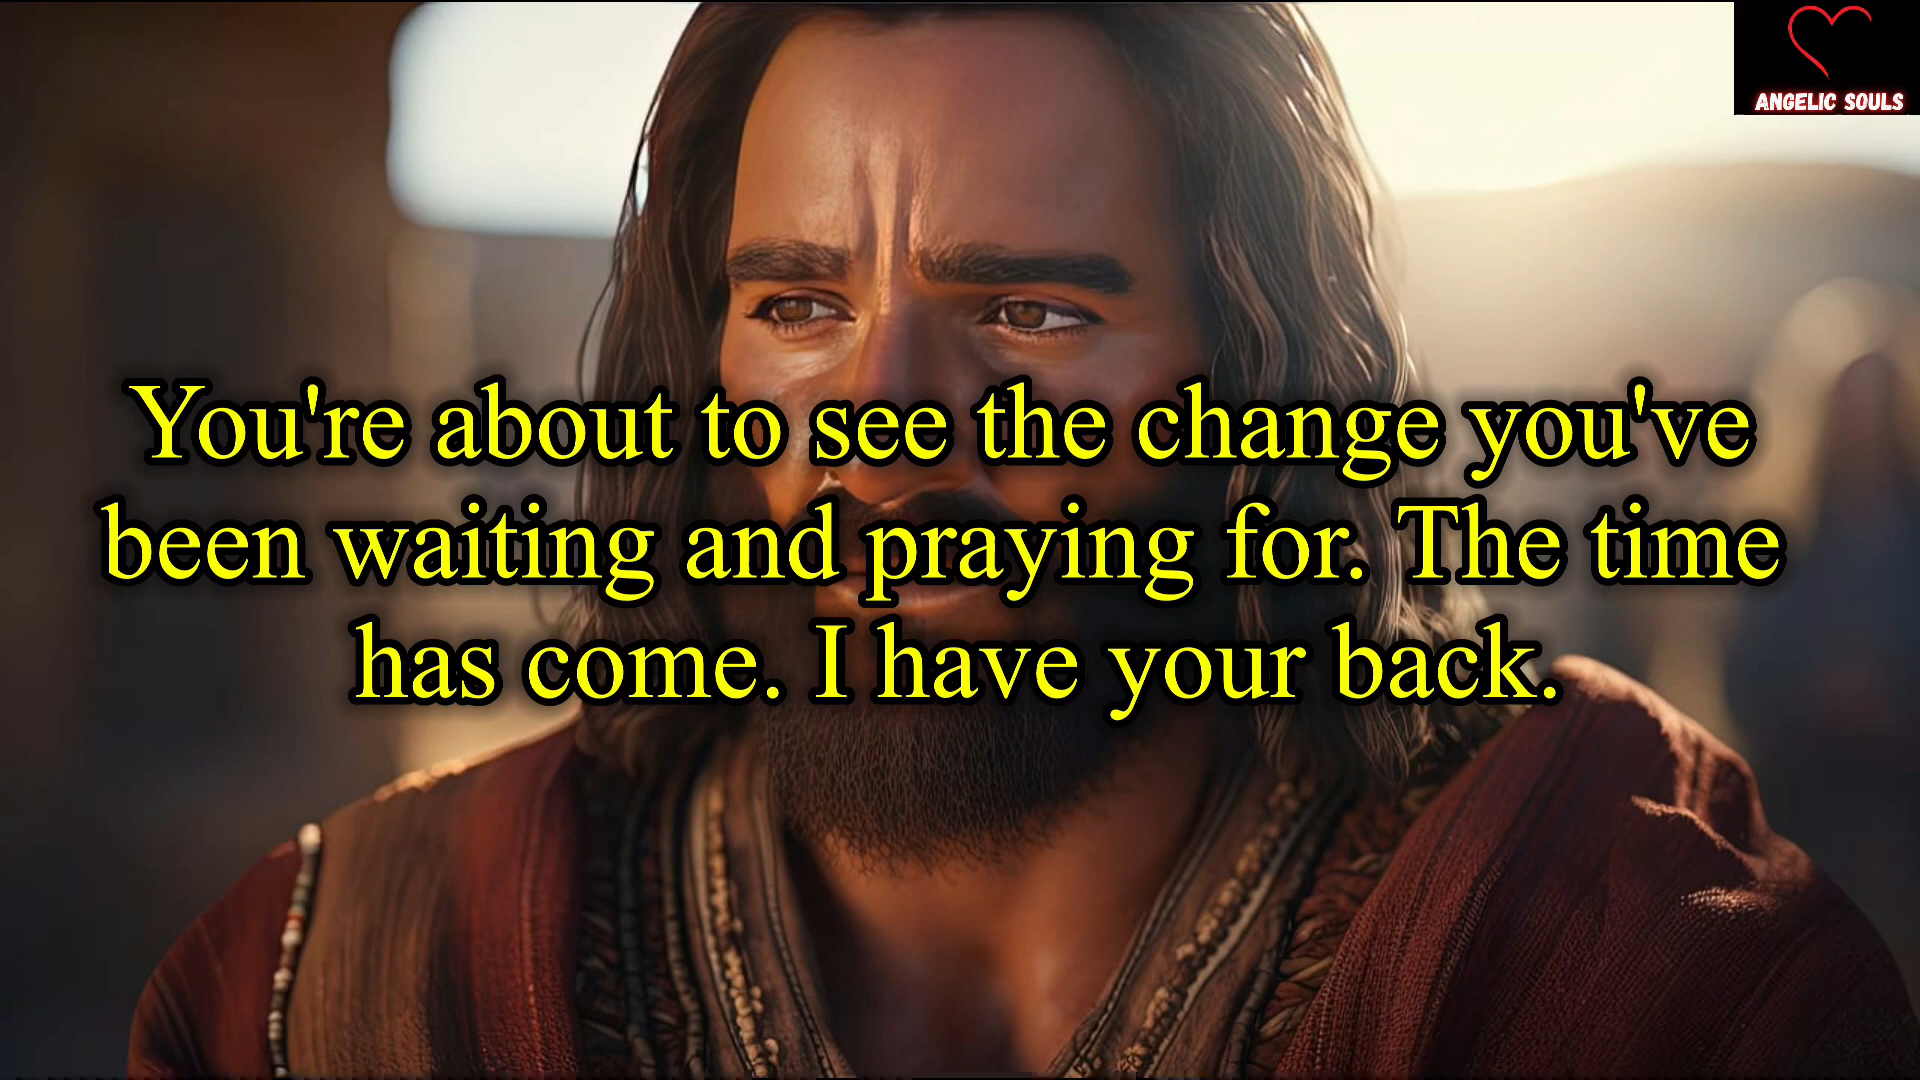 ANGELIC SOULS
You're about to see the change you've
been waiting and praying for. The time
has come. I have your back.